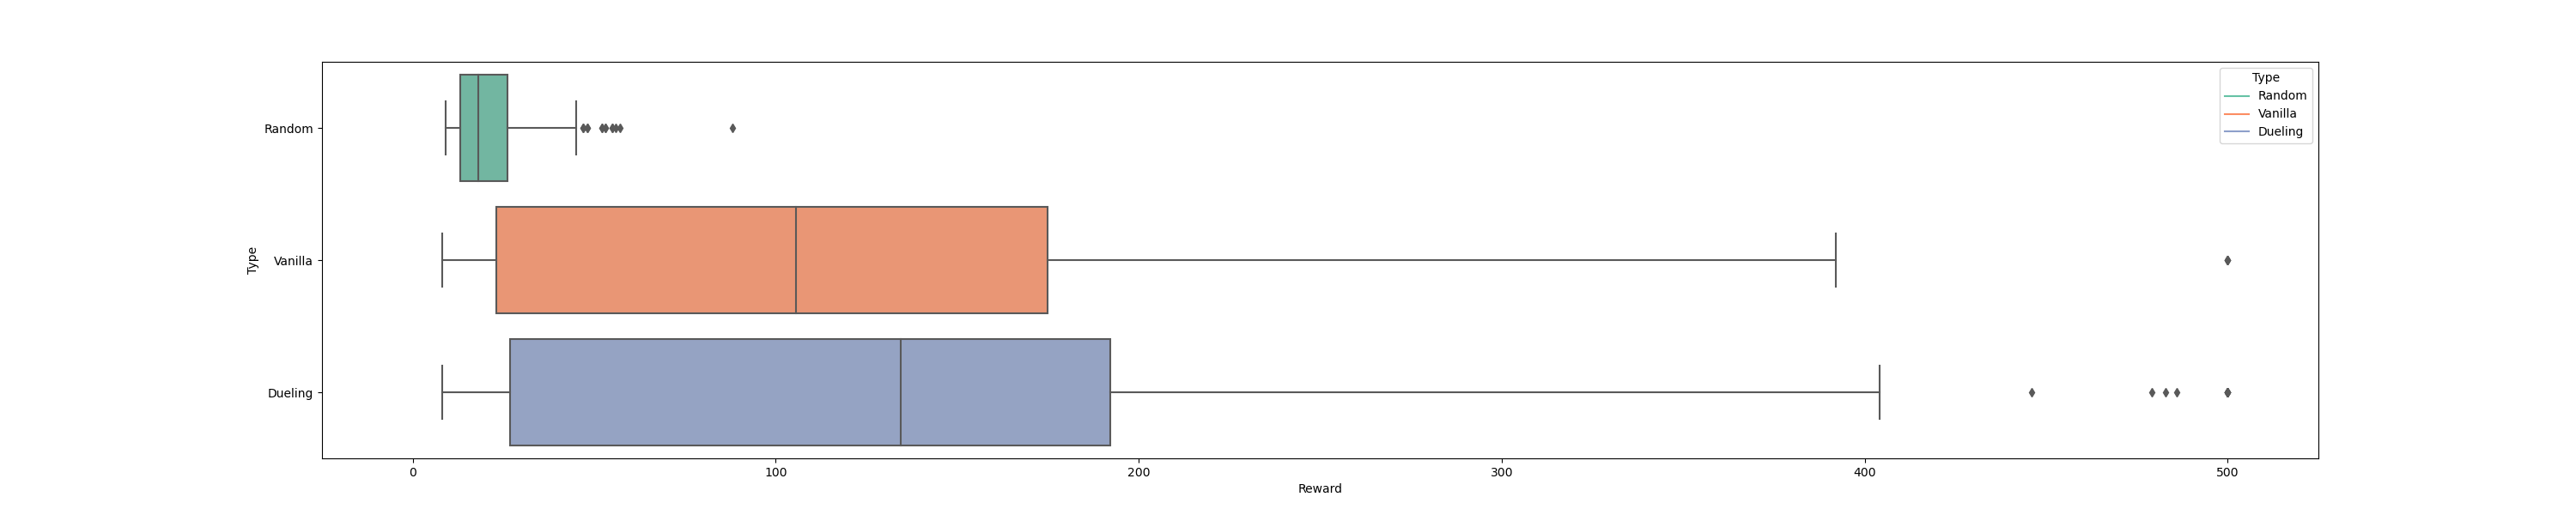 Type
Random
Vanilla
Dueling
Random
Vanilla
Dueling
Type
0 100 200 300 400 500
Reward